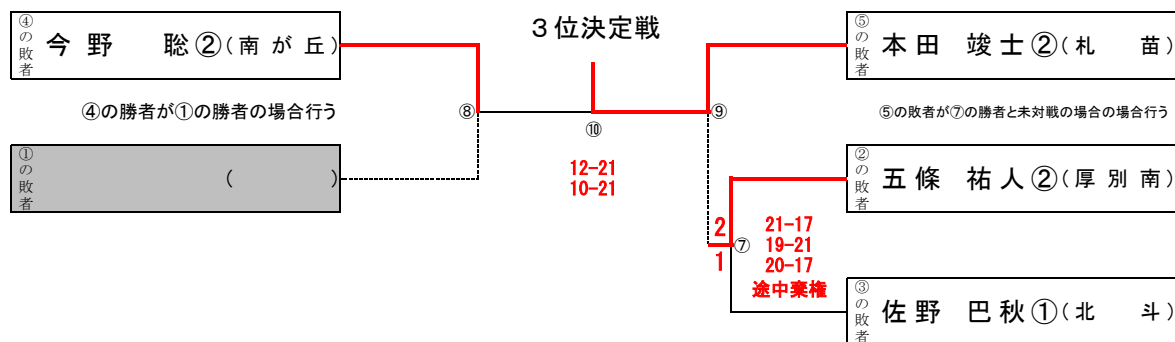 3位決定戦
④の敗者 今野 聡②(南が丘)
④の勝者が①の勝者の場合行う
①の敗者 ( )
⑧
⑩
12-21
10-21
⑨
⑤の敗者 本田 竣士②(札 苗)
⑤の敗者が⑦の勝者と未対戦の場合の場合行う
②の敗者 五條 祐人②(厚別南)
2
1
⑦
21-17
19-21
20-17
途中棄権
③の敗者 佐野 巴秋①(北 斗)